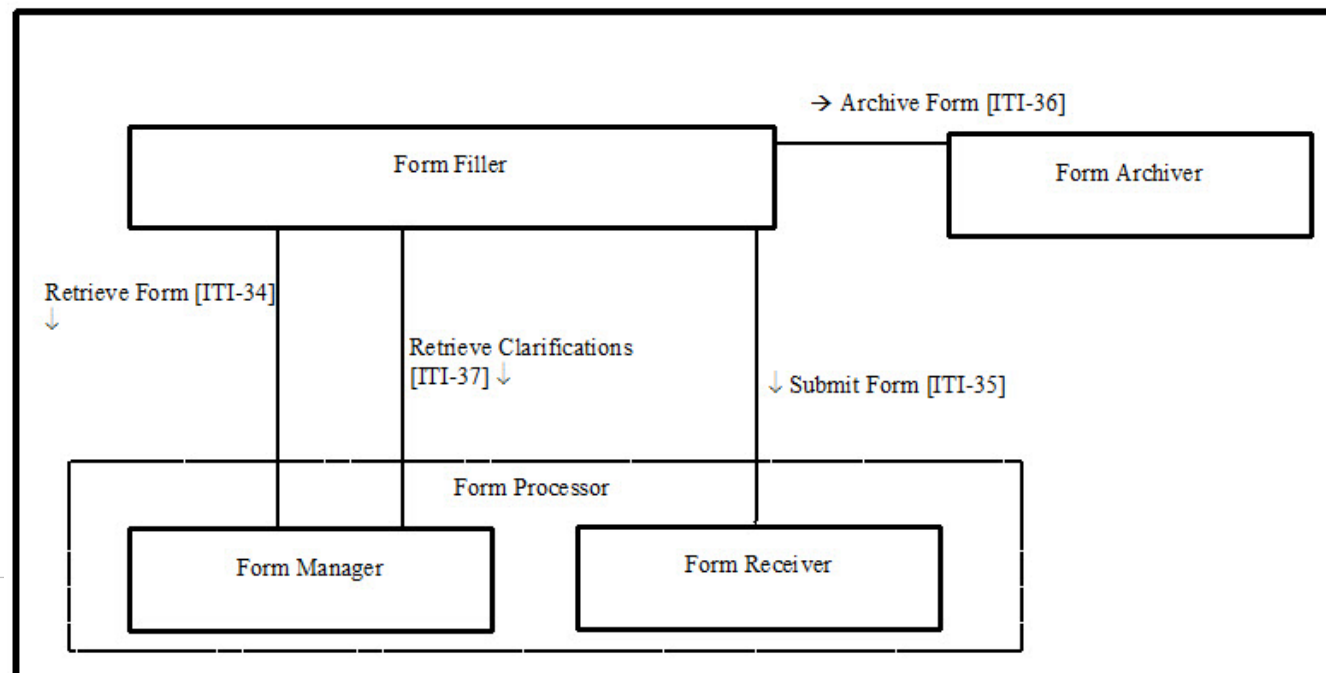 → Archive Form [ITI-36]
Form Filler
Form Archiver
Retrieve Form [ITI-34]
↓
Retrieve Clarifications
[ITI-37] ↓
↓ Submit Form [ITI-35]
Form Processor
Form Manager
Form Receiver